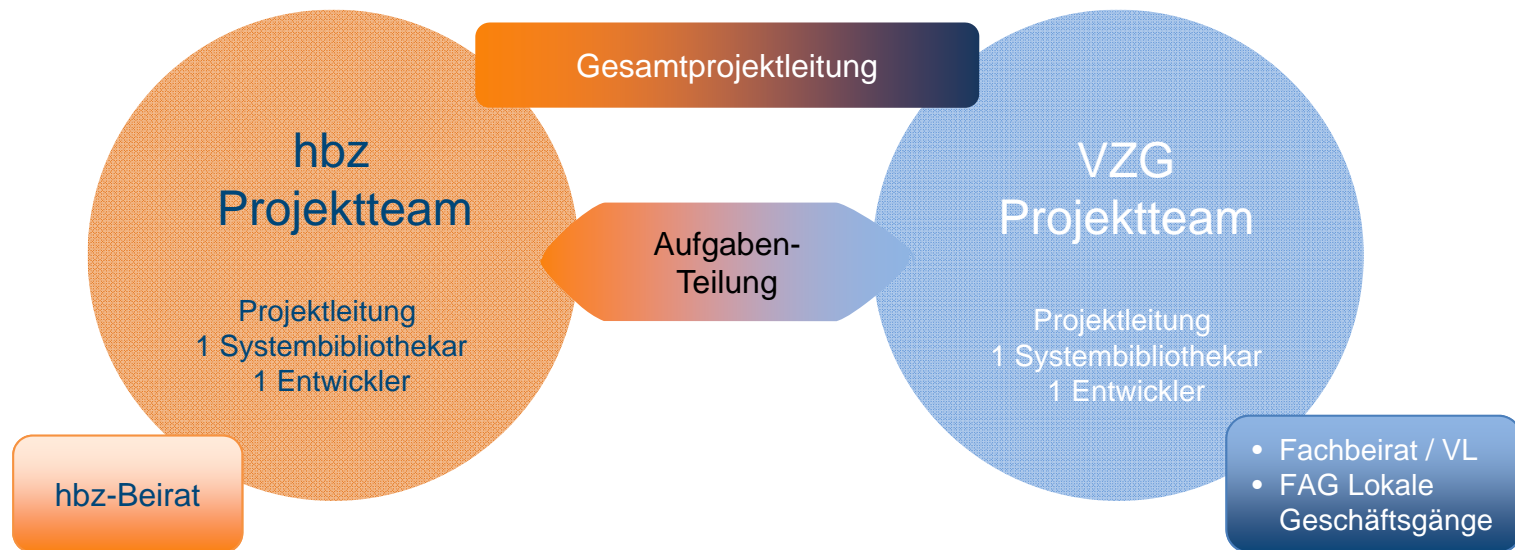 Gesamtprojektleitung
hbz
Projektteam
Projektleitung
1 Systembibliothekar
1 Entwickler
hbz-Beirat
Aufgaben-
Teilung
VZG
Projektteam
Projektleitung
1 Systembibliothekar
1 Entwickler
• Fachbeirat / VL
• FAG Lokale
Geschäftsgänge